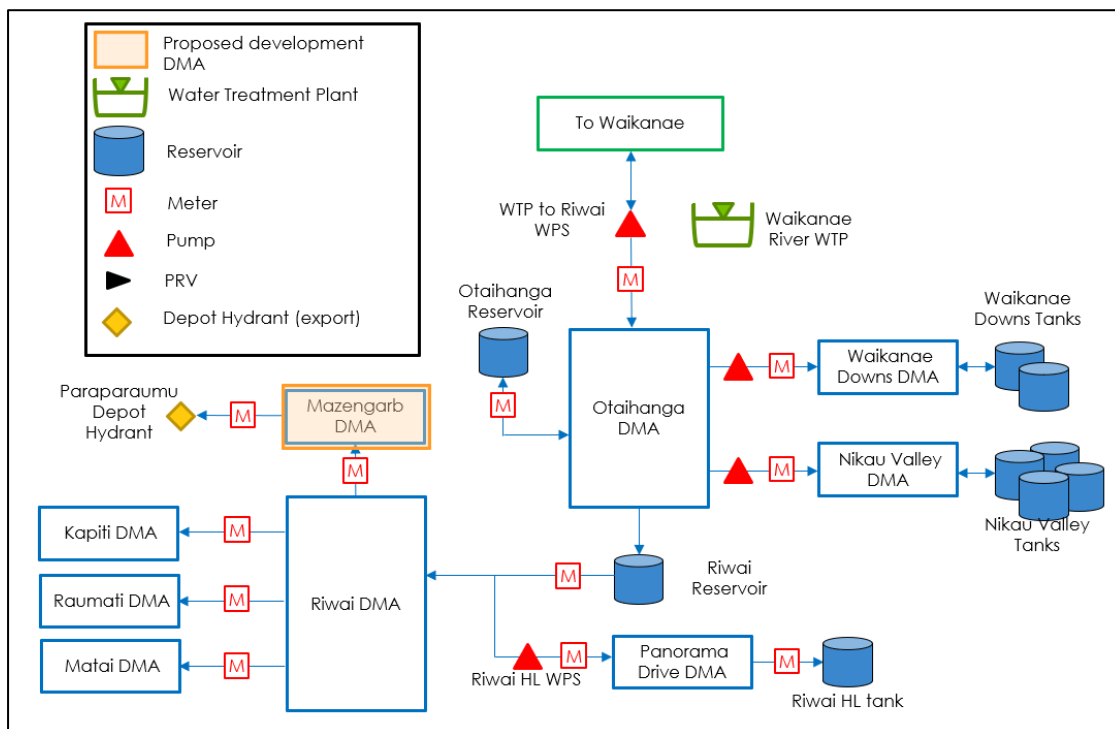 Proposed development
DMA
Water Treatment Plant
Reservoir
M
Meter
Pump
PRV
Depot Hydrant (export)
To Waikanae
WTP to Riwai
WPS
Waikanae
River WTP
M
Otaihanga
Reservoir
M
Otaihanga
DMA
M
Waikanae
Downs DMA
Waikanae
Downs Tanks
M
Nikau Valley
DMA
Nikau Valley
Tanks
Paraparaumu
Depot
Hydrant
M
Mazengarb
DMA
M
Kapiti DMA
M
Raumati DMA
M
Matai DMA
M
Riwai DMA
M
Riwai
Reservoir
Riwai HL WPS
M
Panorama
Drive DMA
M
Riwai HL tank